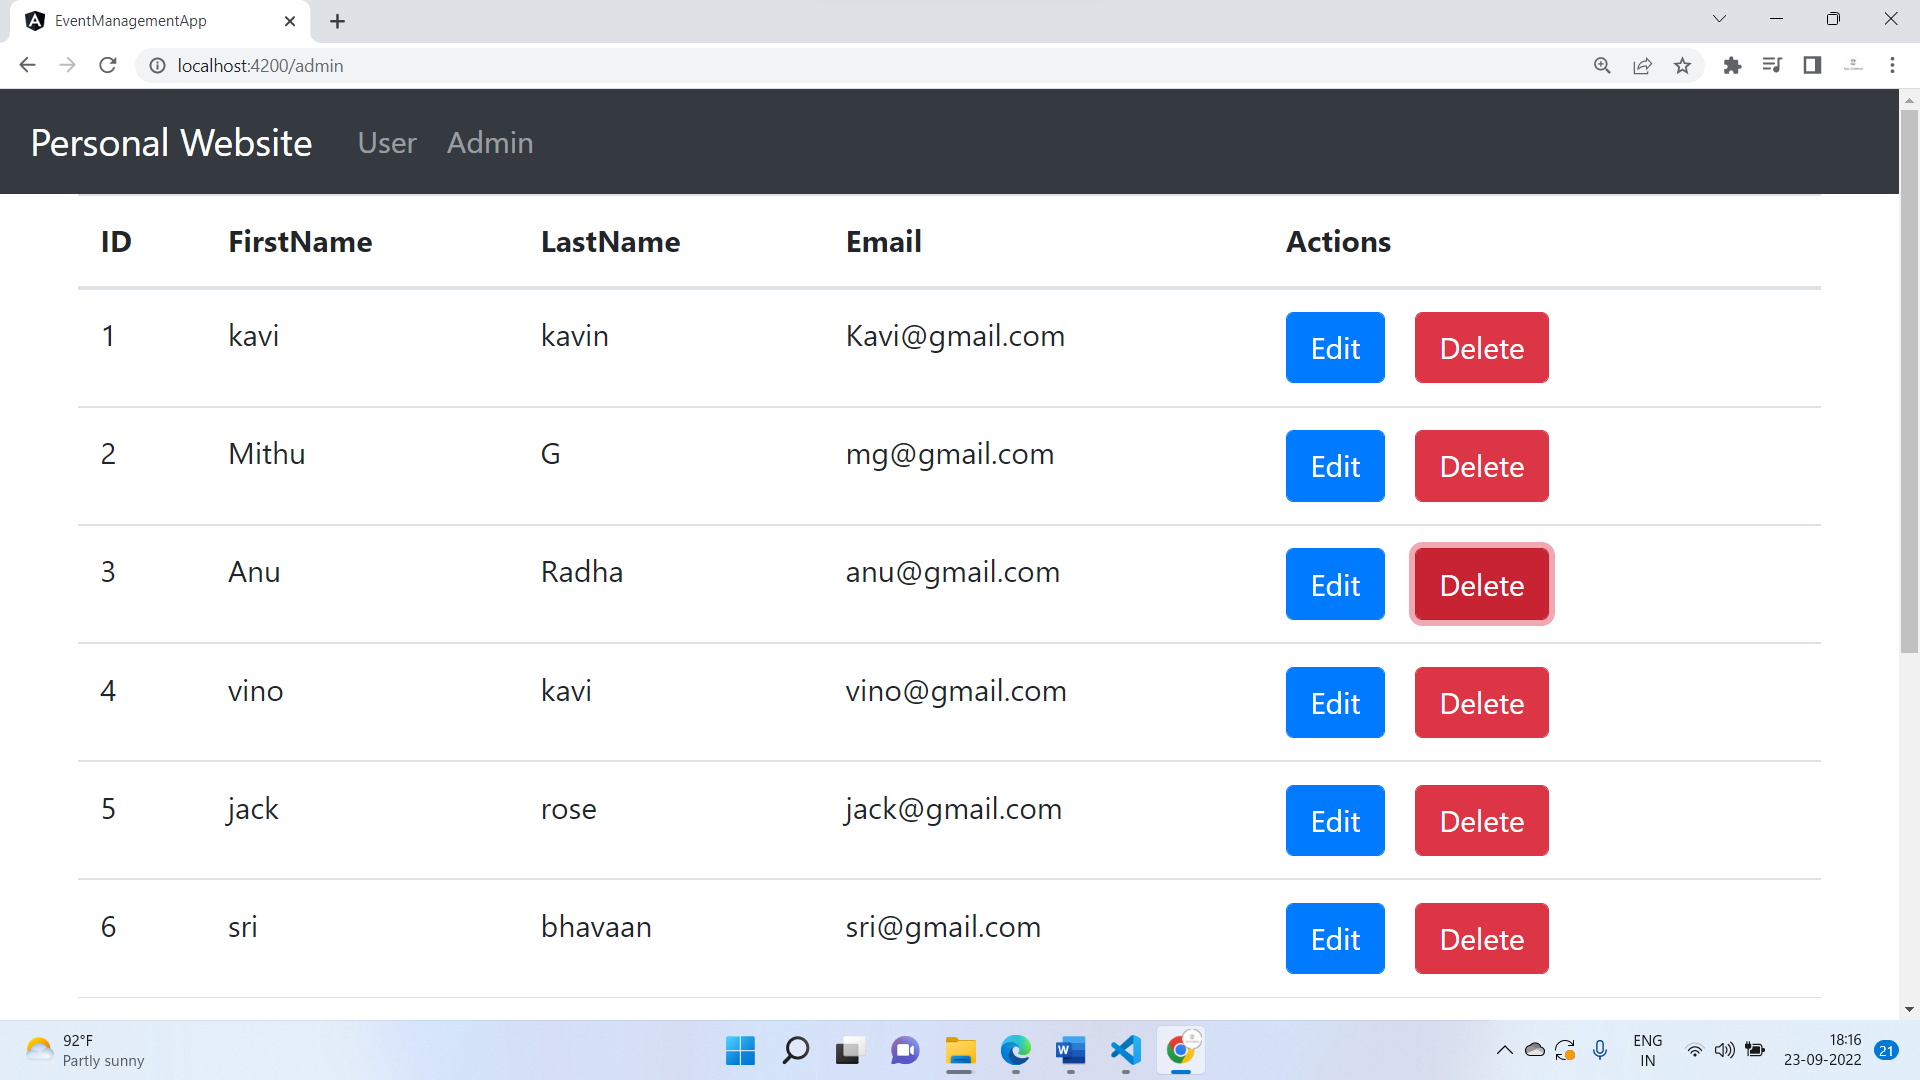 EventManagementApp
localhost:4200/admin
Personal Website User Admin
ID FirstName LastName Email Actions
1 kavi kavin Kavi@gmail.com Edit Delete
2 Mithu G mg@gmail.com Edit Delete
3 Anu Radha anu@gmail.com Edit Delete
4 vino kavi vino@gmail.com Edit Delete
5 jack rose jack@gmail.com Edit Delete
6 sri bhavaan sri@gmail.com Edit Delete
92°F
Partly sunny
ENG
IN
18:16
23-09-2022
21